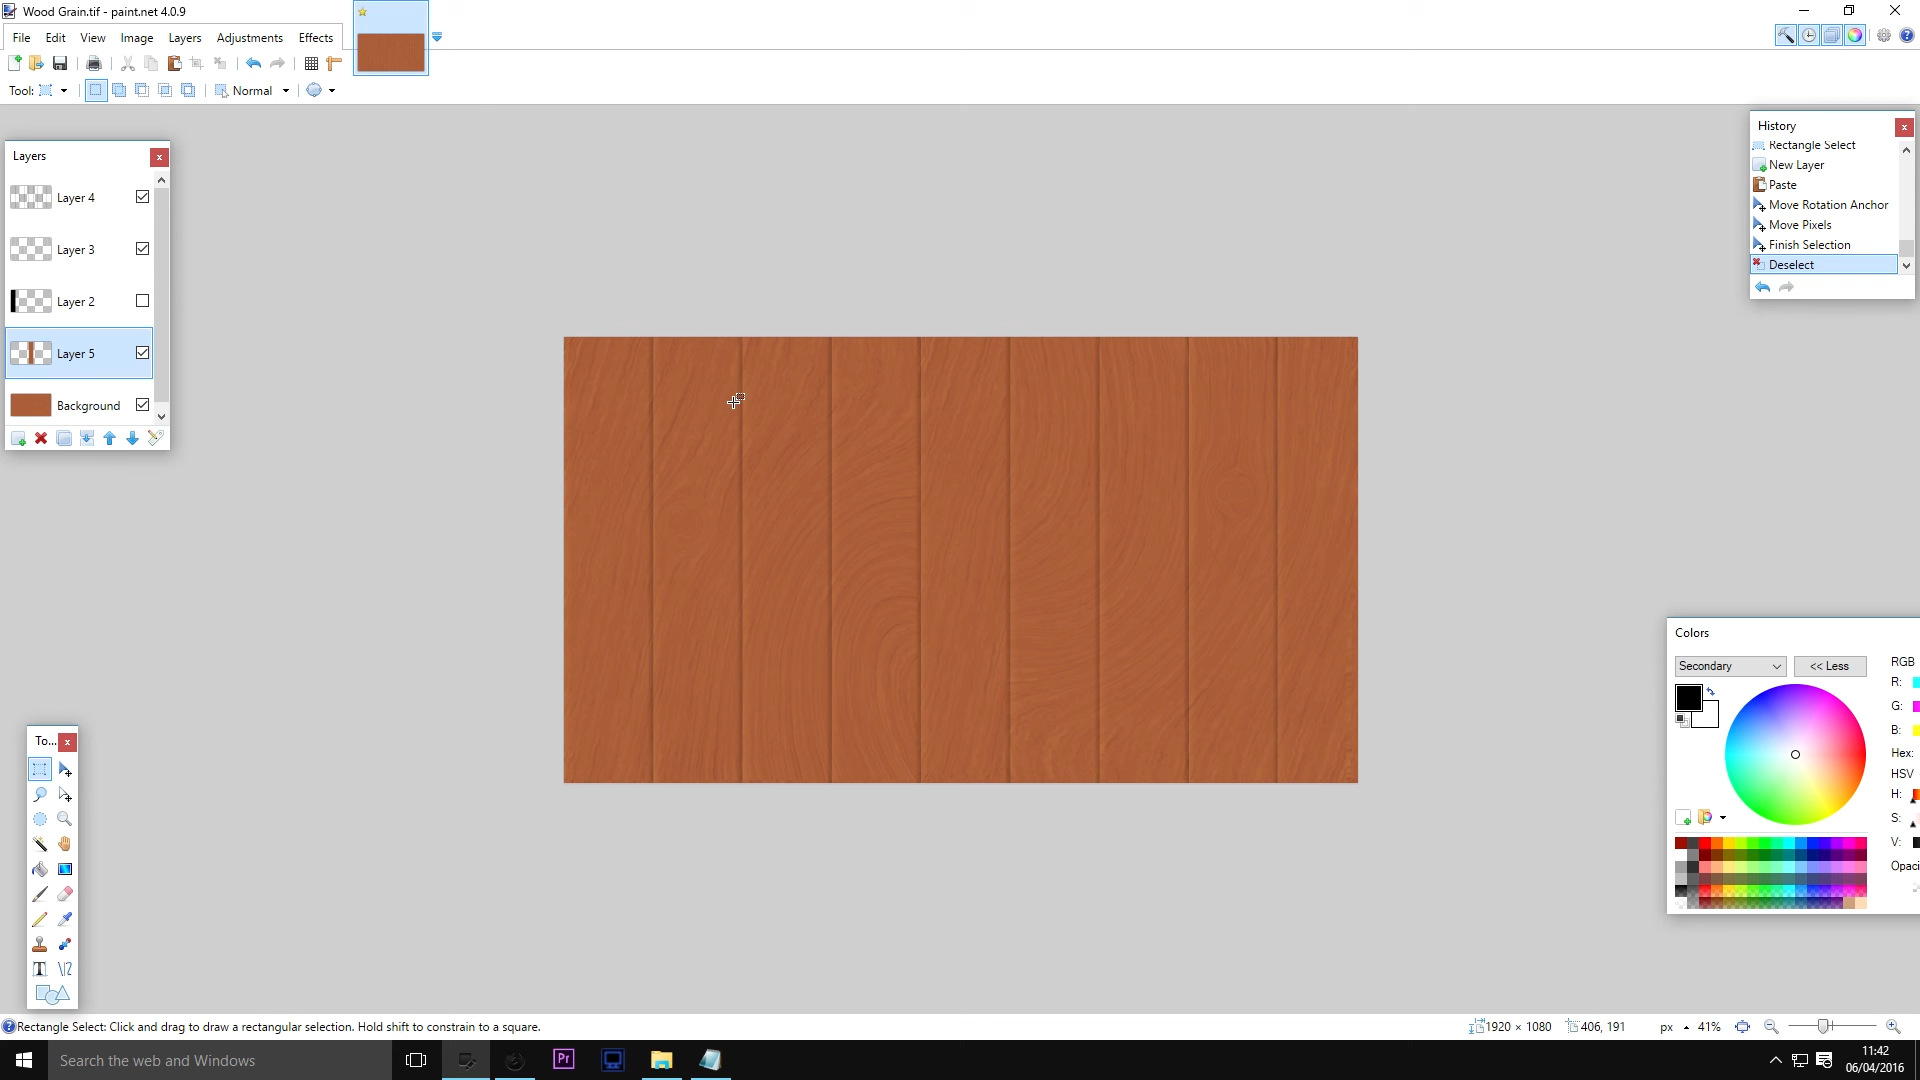 Wood Grain.tif - paint.net 4.0.9
File Edit View Image Layers Adjustments Effects
Tool: Normal
Layers
Layer 4
Layer 3
Layer 2
Layer 5
Background
History
Rectangle Select
New Layer
Paste
Move Rotation Anchor
Move Pixels
Finish Selection
Deselect
Colors
Secondary << Less RGB
R:
G:
B:
Hex:
HSV
H:
S:
V:
Opaci
To...
Rectangle Select: Click and drag to draw a rectangular selection. Hold shift to constrain to a square.
1920 × 1080 406, 191 px 41%
Search the web and Windows
Pr
11:42
06/04/2016